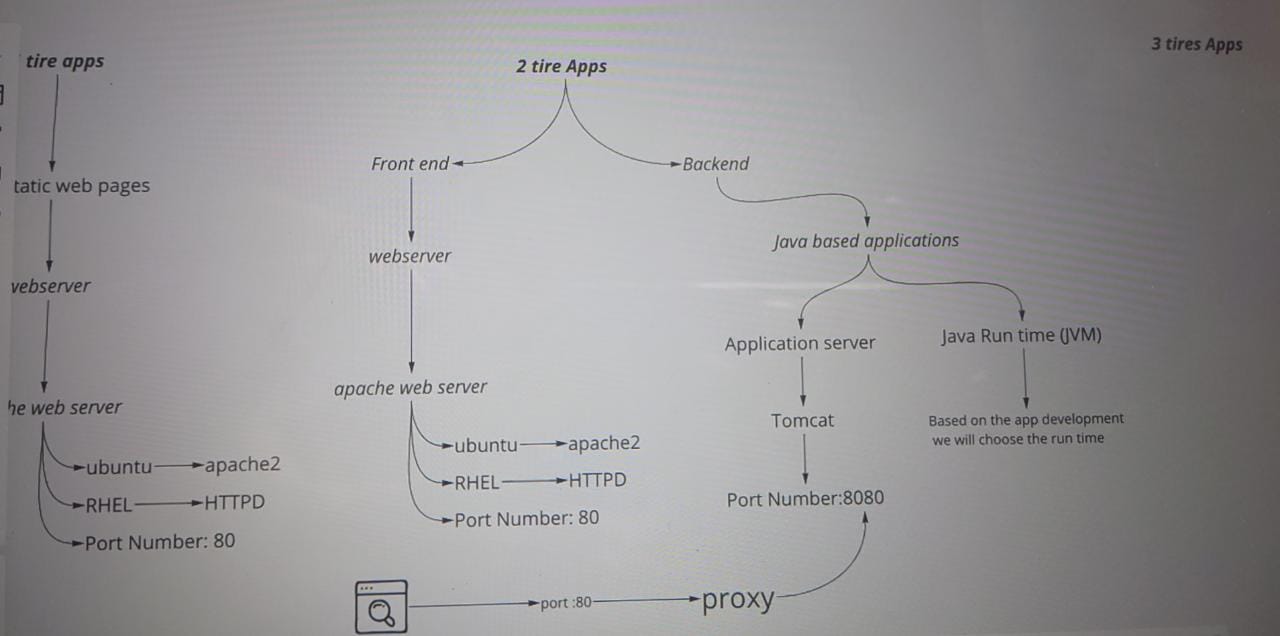 tire apps
tatic web pages
vebserver
he web server
ubuntu apache2
RHEL HTTPD
Port Number: 80
2 tire Apps
Front end
Backend
webserver
apache web server
ubuntu apache2
RHEL HTTPD
Port Number: 80
Java based applications
Application server
Java Run time (JVM)
Tomcat
Based on the app development
we will choose the run time
Port Number:8080
port :80
proxy
3 tires Apps